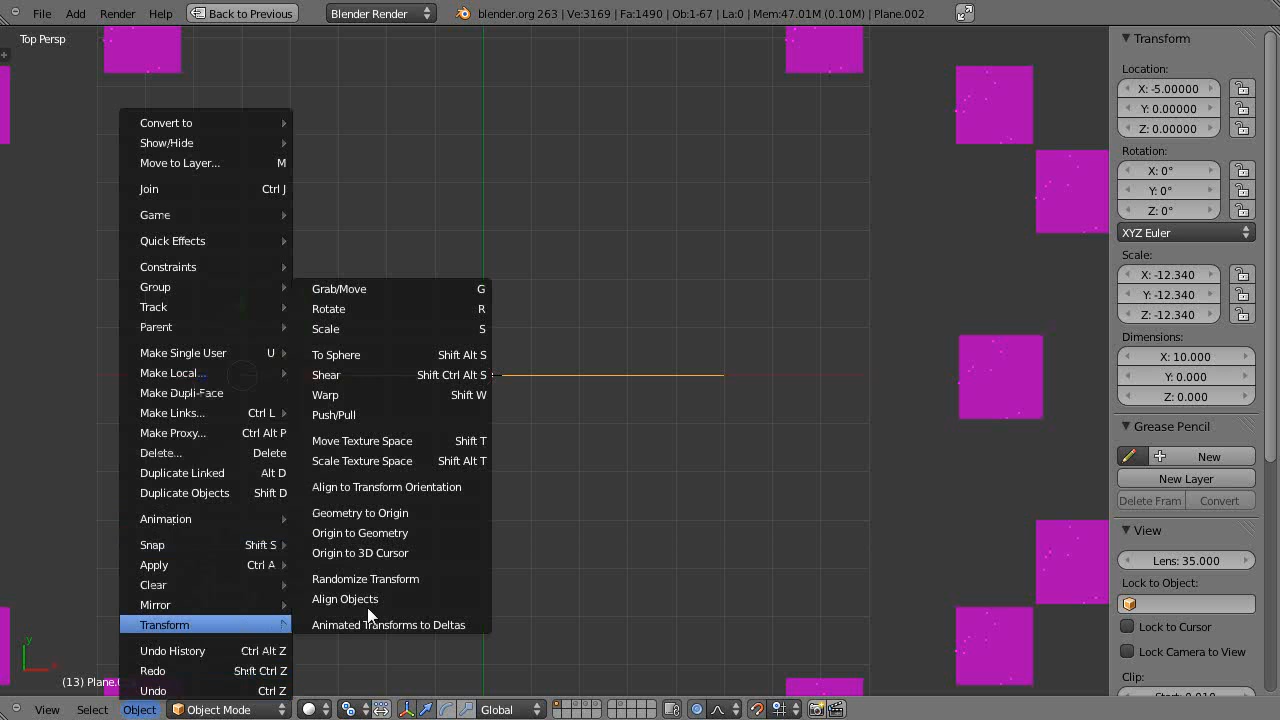 File Add Render Help Back to Previous Blender Render blender.org 263 | Ve:3169 | Fa:1490 | Ob:1-67 | La:0 | Mem:47.01M (0.10M) | Plane.002
Top Persp
Convert to
Show/Hide
Move to Layer... M
Join Ctrl J
Game
Quick Effects
Constraints
Group
Track
Parent
Make Single User U
Make Local...
Make Dupli-Face
Make Links... Ctrl L
Make Proxy... Ctrl Alt P
Delete... Delete
Duplicate Linked Alt D
Duplicate Objects Shift D
Animation
Snap Shift S
Apply Ctrl A
Clear
Mirror
Transform
Undo History Ctrl Alt Z
Redo Shift Ctrl Z
Undo Ctrl Z
Grab/Move G
Rotate R
Scale S
To Sphere Shift Alt S
Shear Shift Ctrl Alt S
Warp Shift W
Push/Pull
Move Texture Space Shift T
Scale Texture Space Shift Alt T
Align to Transform Orientation
Geometry to Origin
Origin to Geometry
Origin to 3D Cursor
Randomize Transform
Align Objects
Animated Transforms to Deltas
Transform
Location:
X: -5.00000
Y: 0.00000
Z: 0.00000
Rotation:
X: 0°
Y: 0°
Z: 0°
XYZ Euler
Scale:
X: -12.340
Y: -12.340
Z: -12.340
Dimensions:
X: 10.000
Y: 0.000
Z: 0.000
Grease Pencil
New
New Layer
Delete Fram Convert
View
Lens: 35.000
Lock to Object:
Lock to Cursor
Lock Camera to View
Clip:
y
(13) Plane.
View Select Object Object Mode Global